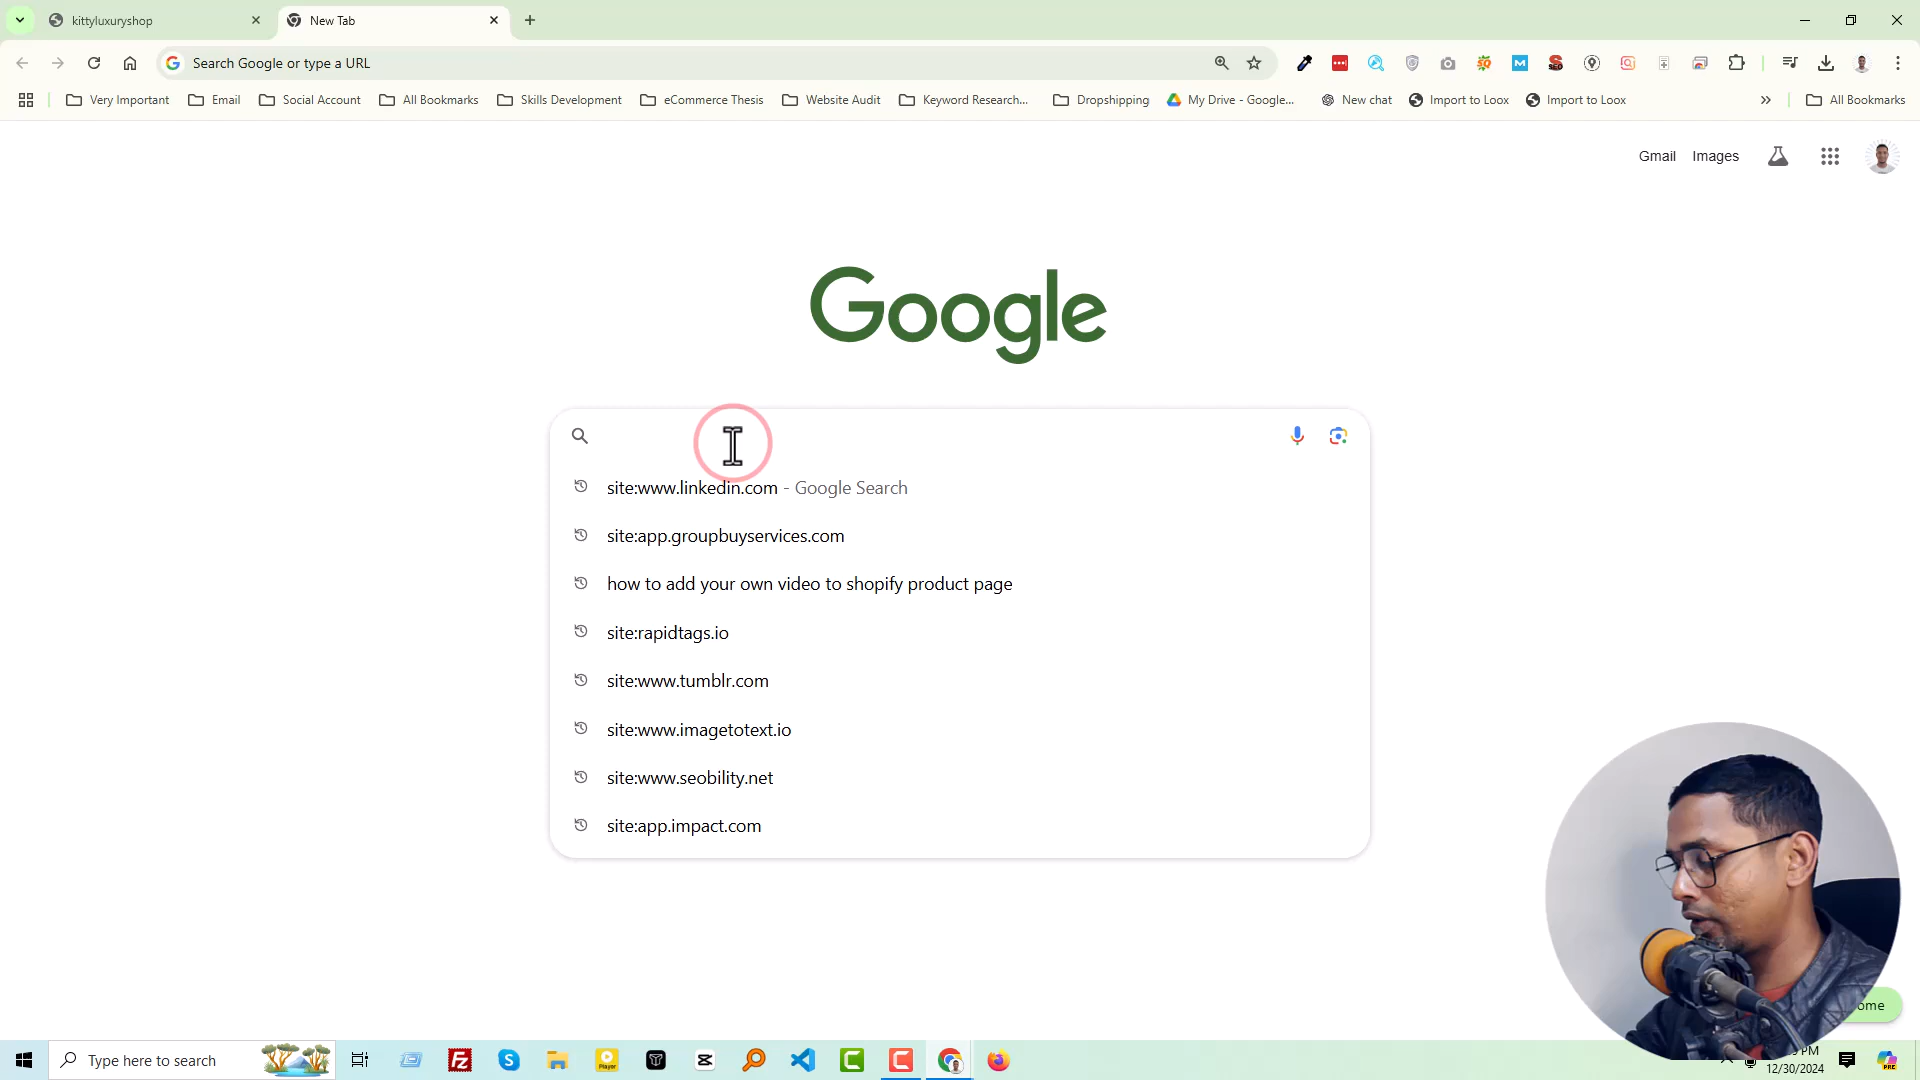 kittyluxuryshop
New Tab
Search Google or type a URL
Very Important
Email
Social Account
All Bookmarks
Skills Development
eCommerce Thesis
Website Audit
Keyword Research...
Dropshipping
My Drive - Google...
New chat
Import to Loox
Import to Loox
All Bookmarks
Gmail
Images
Google
site:www.linkedin.com - Google Search
site:app.groupbuyservices.com
how to add your own video to shopify product page
site:rapidtags.io
site:www.tumblr.com
site:www.imagetotext.io
site:www.seobility.net
site:app.impact.com
Type here to search
PM
12/30/2024